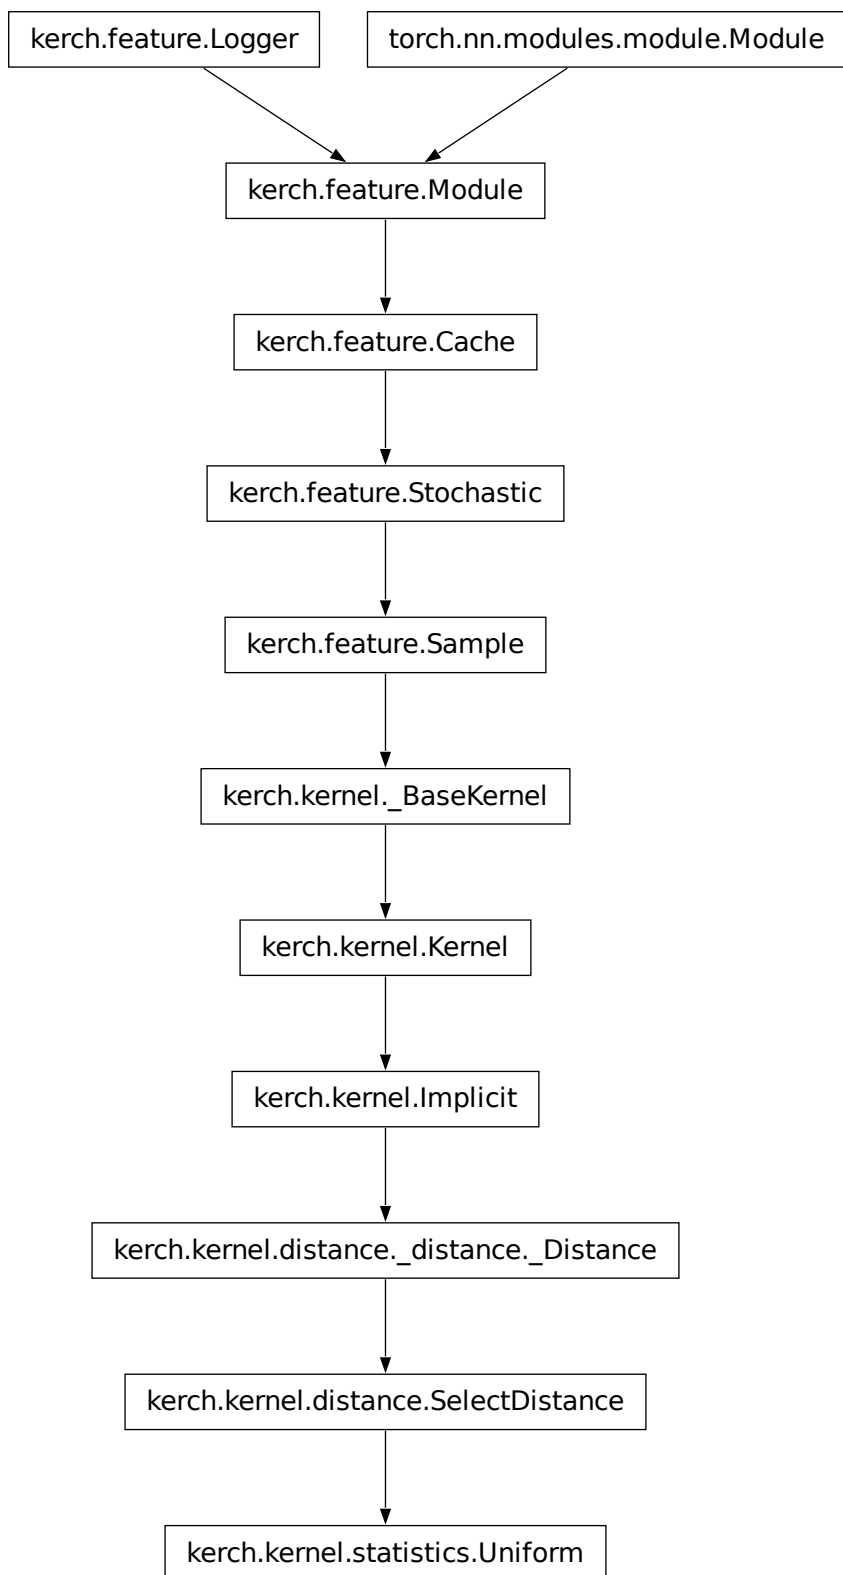 kerch.feature.Logger
torch.nn.modules.module.Module
kerch.feature.Module
kerch.feature.Cache
kerch.feature.Stochastic
kerch.feature.Sample
kerch.kernel._BaseKernel
kerch.kernel.Kernel
kerch.kernel.Implicit
kerch.kernel.distance._distance._Distance
kerch.kernel.distance.SelectDistance
kerch.kernel.statistics.Uniform